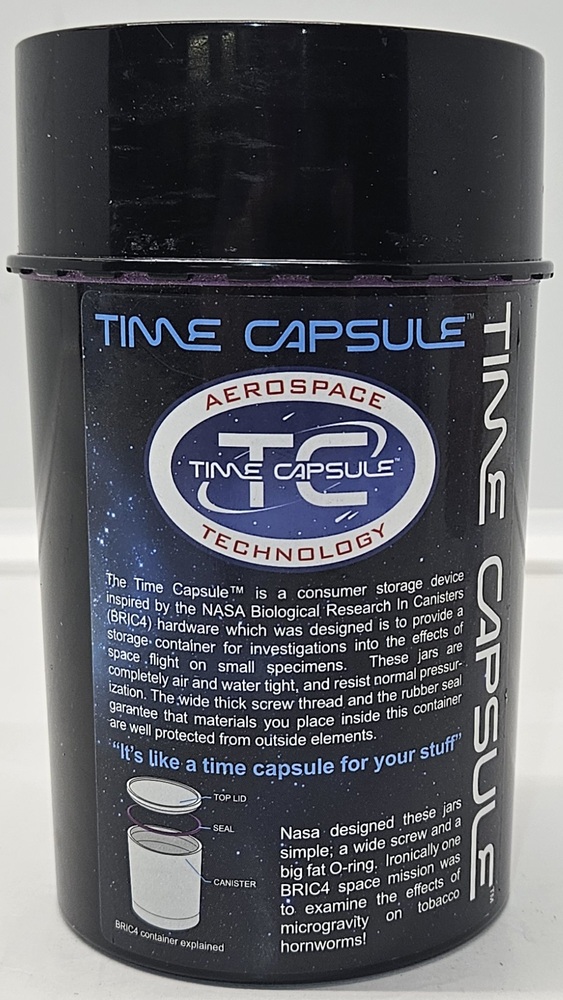 TIME CAPSULE™
AEROSPACE
TC
TIME CAPSULE™
TECHNOLOGY
The Time Capsule™ is a consumer storage device
inspired by the NASA Biological Research In Canisters
(BRIC4) hardware which was designed is to provide a
storage container for investigations into the effects of
space flight on small specimens. These jars are
completely air and water tight, and resist normal pressur-
ization. The wide thick screw thread and the rubber seal
garantee that materials you place inside this container
are well protected from outside elements.
"It's like a time capsule for your stuff"
TOP LID
SEAL
CANISTER
BRIC4 container explained
Nasa designed these jars
simple; a wide screw and a
big fat O-ring. Ironically one
BRIC4 space mission was
to examine the effects of
microgravity on tobacco
hornworms!
TIME CAPSULE™